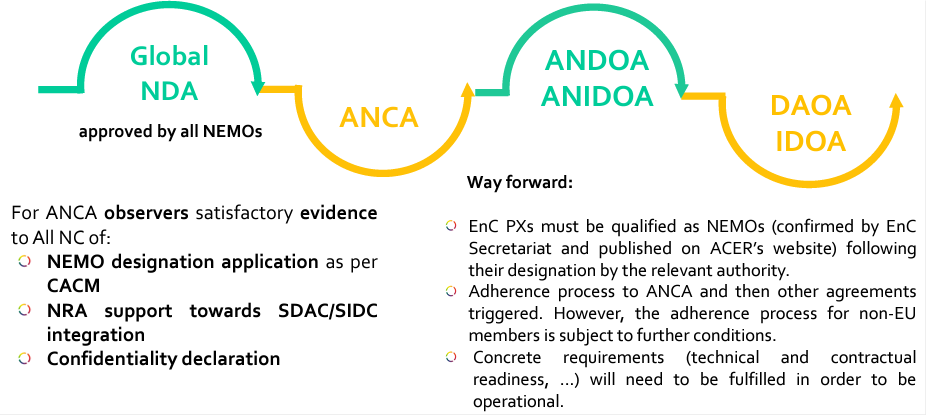 Global
NDA
approved by all NEMOs
ANCA
ANDOA
ANIDOA
DAOA
IDOA
For ANCA observers satisfactory evidence
to All NC of:
NEMO designation application as per
CACM
NRA support towards SDAC/SIDC
integration
Confidentiality declaration
Way forward:
EnC PXs must be qualified as NEMOs (confirmed by EnC
Secretariat and published on ACER’s website) following
their designation by the relevant authority.
Adherence process to ANCA and then other agreements
triggered. However, the adherence process for non-EU
members is subject to further conditions.
Concrete requirements (technical and contractual
readiness, …) will need to be fulfilled in order to be
operational.